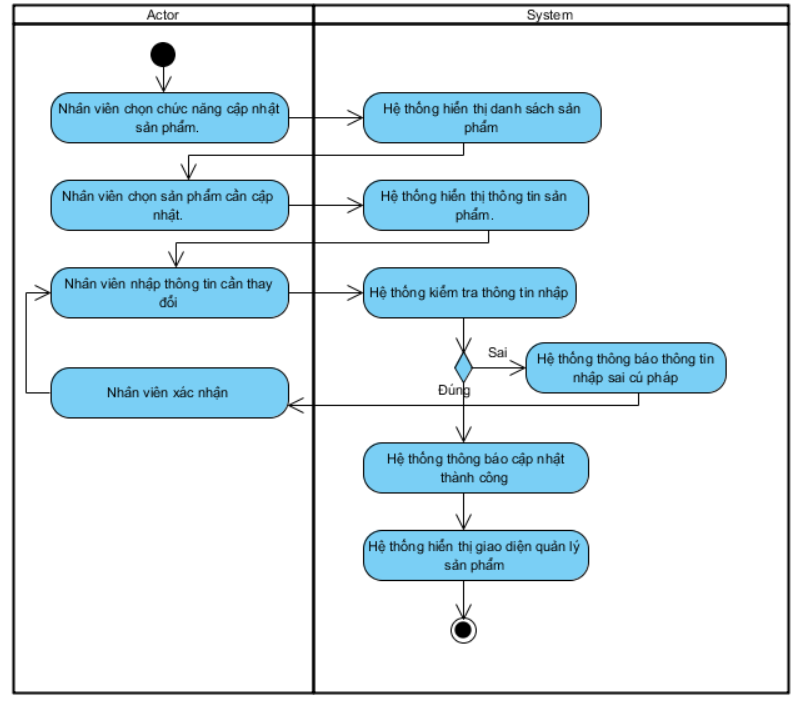 Actor
System
Nhân viên chọn chức năng cập nhật
sản phẩm.
Hệ thống hiển thị danh sách sản
phẩm
Nhân viên chọn sản phẩm cần cập
nhật.
Hệ thống hiển thị thông tin sản
phẩm.
Nhân viên nhập thông tin cần thay
đổi
Hệ thống kiểm tra thông tin nhập
Sai
Hệ thống thông báo thông tin
nhập sai cú pháp
Đúng
Nhân viên xác nhận
Hệ thống thông báo cập nhật
thành công
Hệ thống hiển thị giao diện quản lý
sản phẩm